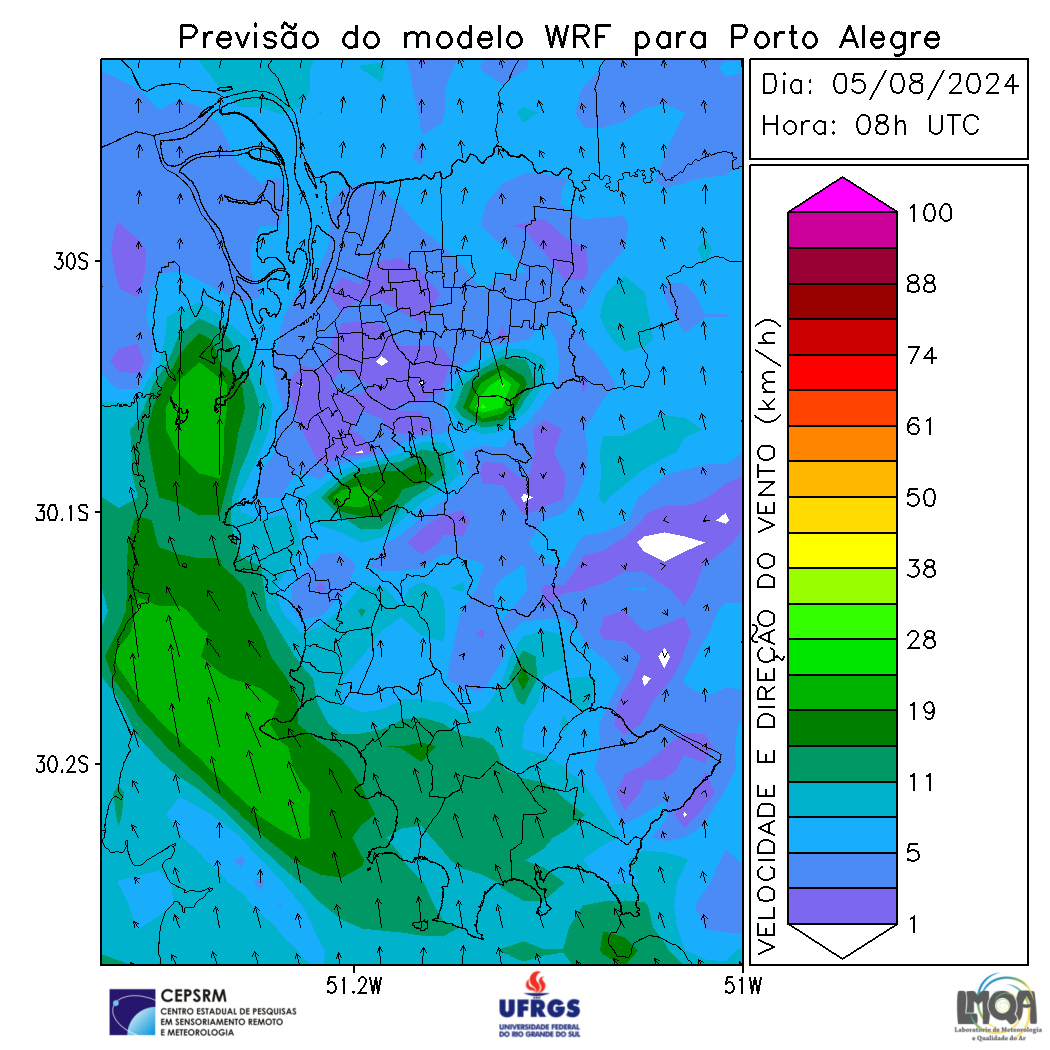 Previsão do modelo WRF para Porto Alegre
Dia: 05/08/2024
Hora: 08h UTC
30S
30.1S
30.2S
51.2W
51W
VELOCIDADE E DIREÇÃO DO VENTO (km/h)
100
88
74
61
50
38
28
19
11
5
1
CEPSRM
CENTRO ESTADUAL DE PESQUISAS
EM SENSORIAMENTO REMOTO
E METEOROLOGIA
UFRGS
UNIVERSIDADE FEDERAL
DO RIO GRANDE DO SUL
LMQA
Laboratório de Meteorologia
e Qualidade do Ar